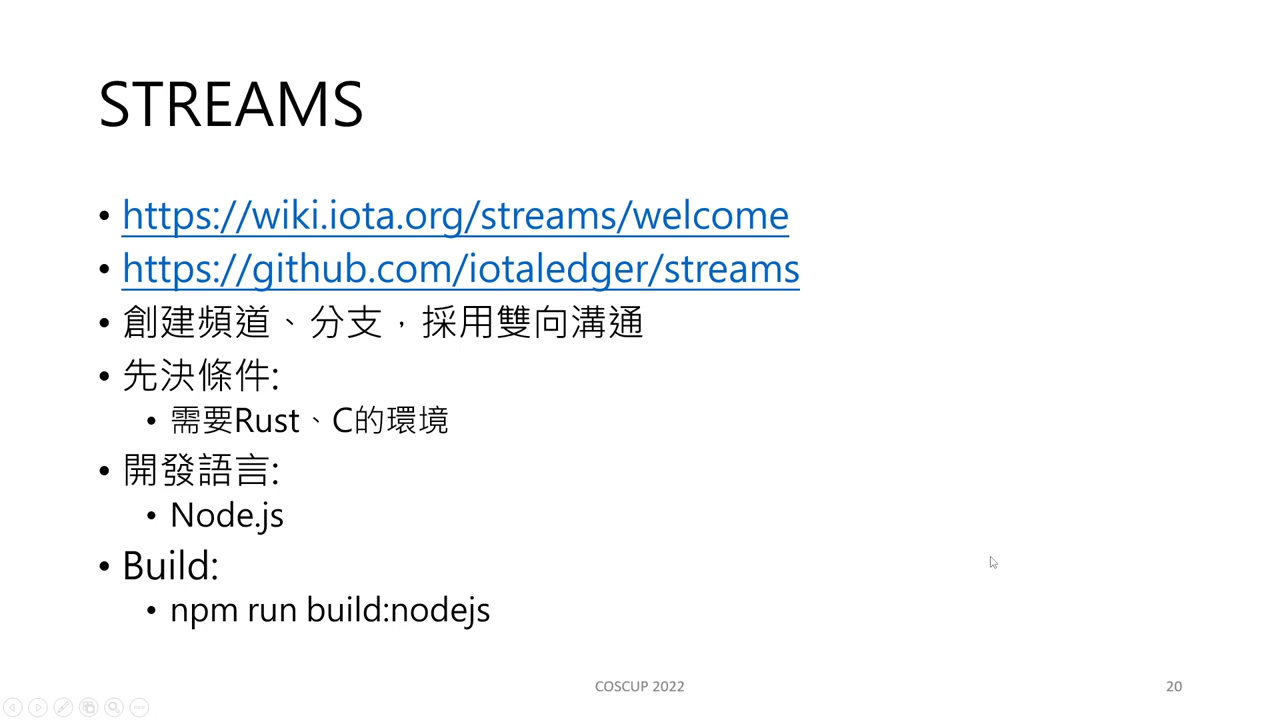 STREAMS
• https://wiki.iota.org/streams/welcome
• https://github.com/iotaledger/streams
• 創建頻道、分支，採用雙向溝通
• 先決條件:
• 需要Rust、C的環境
• 開發語言:
• Node.js
• Build:
• npm run build:nodejs
COSCUP 2022
20